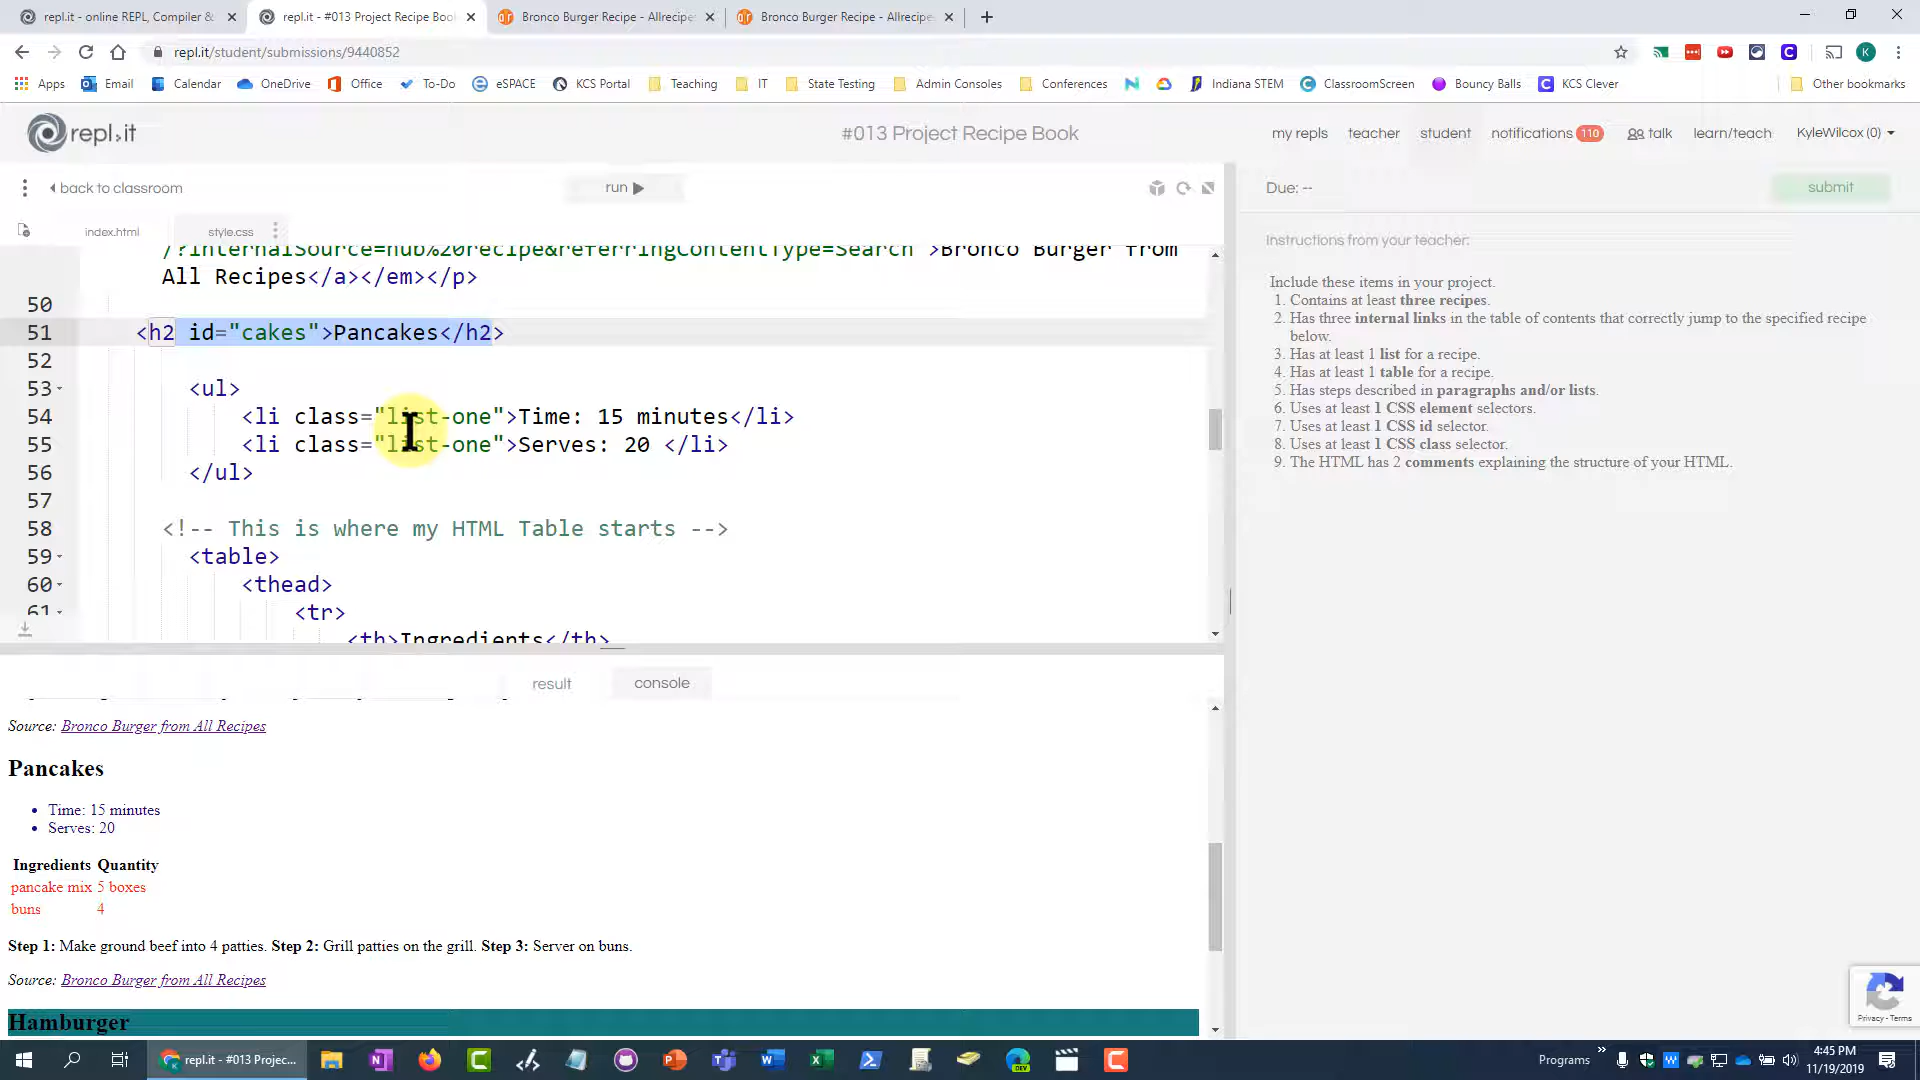 repl.it - online REPL, Compiler &
repl.it - #013 Project Recipe Book
Bronco Burger Recipe - Allrecipe
Bronco Burger Recipe - Allrecipe
repl.it/student/submissions/9440852
K
Apps Email Calendar OneDrive Office To-Do eSPACE KCS Portal Teaching IT State Testing Admin Consoles Conferences Indiana STEM ClassroomScreen Bouncy Balls KCS Clever Other bookmarks
repl.it
#013 Project Recipe Book
my repls teacher student notifications 110 talk learn/teach KyleWilcox (0)
back to classroom
run
Due: --
submit
index.html
style.css
Instructions from your teacher:
/?internalSource=hub%20recipe&referringContentType=Search">Bronco Burger from
All Recipes</a></em></p>
50
51 <h2 id="cakes">Pancakes</h2>
52
53 <ul>
54 <li class="list-one">Time: 15 minutes</li>
55 <li class="list-one">Serves: 20 </li>
56 </ul>
57
58 <!-- This is where my HTML Table starts -->
59 <table>
60 <thead>
61 <tr>
<th>Ingredients</th>
Include these items in your project.
1. Contains at least three recipes.
2. Has three internal links in the table of contents that correctly jump to the specified recipe
below.
3. Has at least 1 list for a recipe.
4. Has at least 1 table for a recipe.
5. Has steps described in paragraphs and/or lists.
6. Uses at least 1 CSS element selectors.
7. Uses at least 1 CSS id selector.
8. Uses at least 1 CSS class selector.
9. The HTML has 2 comments explaining the structure of your HTML.
result
console
Source: Bronco Burger from All Recipes
Pancakes
• Time: 15 minutes
• Serves: 20
Ingredients Quantity
pancake mix 5 boxes
buns 4
Step 1: Make ground beef into 4 patties. Step 2: Grill patties on the grill. Step 3: Server on buns.
Source: Bronco Burger from All Recipes
Hamburger
Privacy - Terms
repl.it - #013 Projec...
Programs
4:45 PM
11/19/2019